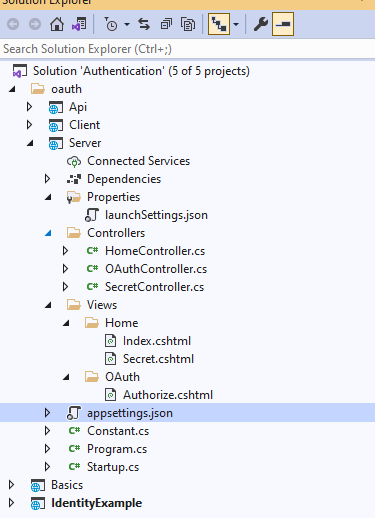 Solution Explorer
Search Solution Explorer (Ctrl+;)
Solution 'Authentication' (5 of 5 projects)
oauth
Api
Client
Server
Connected Services
Dependencies
Properties
launchSettings.json
Controllers
C# HomeController.cs
C# OAuthController.cs
C# SecretController.cs
Views
Home
Index.cshtml
Secret.cshtml
OAuth
Authorize.cshtml
appsettings.json
C# Constant.cs
C# Program.cs
C# Startup.cs
Basics
IdentityExample